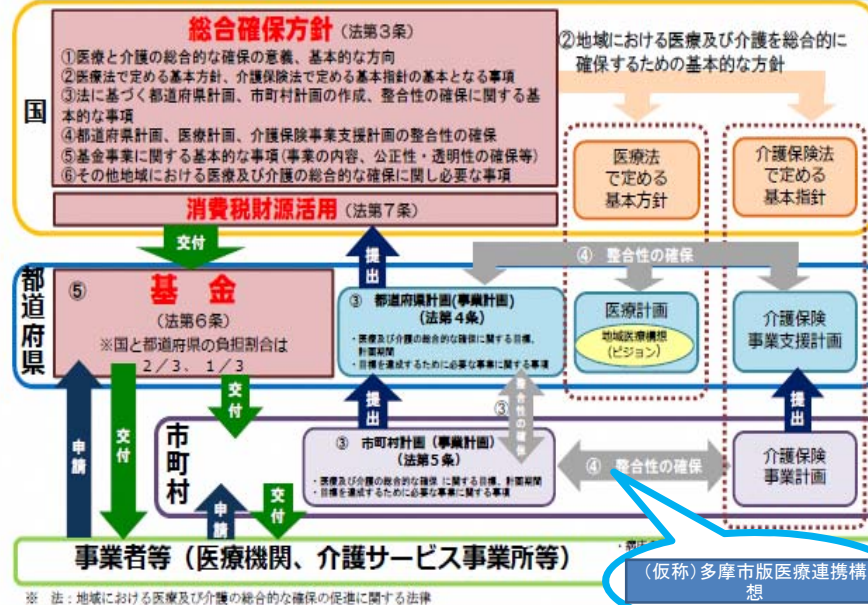 総合確保方針（法第３条）
①医療と介護の総合的な確保の意義、基本的な方向
②医療法で定める基本方針、介護保険法で定める基本指針の基本となる事項
③法に基づく都道府県計画、市町村計画の作成、整合性の確保に関する基
本的な事項
④都道府県計画、医療計画、介護保険事業支援計画の整合性の確保
⑤基金事業に関する基本的な事項（事業の内容、公正性・透明性の確保等）
⑥その他地域における医療及び介護の総合的な確保に関し必要な事項
消費税財源活用（法第７条）
国
②地域における医療及び介護を総合的に
確保するための基本的な方針
医療法
で定める
基本方針
介護保険法
で定める
基本指針
交付
提出
④ 整合性の確保
都道府県
⑤
基 金
（法第６条）
※国と都道府県の負担割合は
２／３、１／３
③ 都道府県計画(事業計画)
(法第４条)
・医療及び介護の総合的な確保に関する目標、
計画期間
・目標を達成するために必要な事業に関する事項
医療計画
地域医療構想
（ビジョン）
介護保険
事業支援計画
申請
交付
交付
提出
③
整合性の確保
提出
市町村
③ 市町村計画（事業計画）
(法第５条)
・医療及び介護の総合的な確保 に関する目標、計画期間
・目標を達成するために必要な事業に関する事項
④ 整合性の確保
介護保険
事業計画
申請
交付
事業者等（医療機関、介護サービス事業所等）
（仮称）多摩市版医療連携構
想
※ 法：地域における医療及び介護の総合的な確保の促進に関する法律